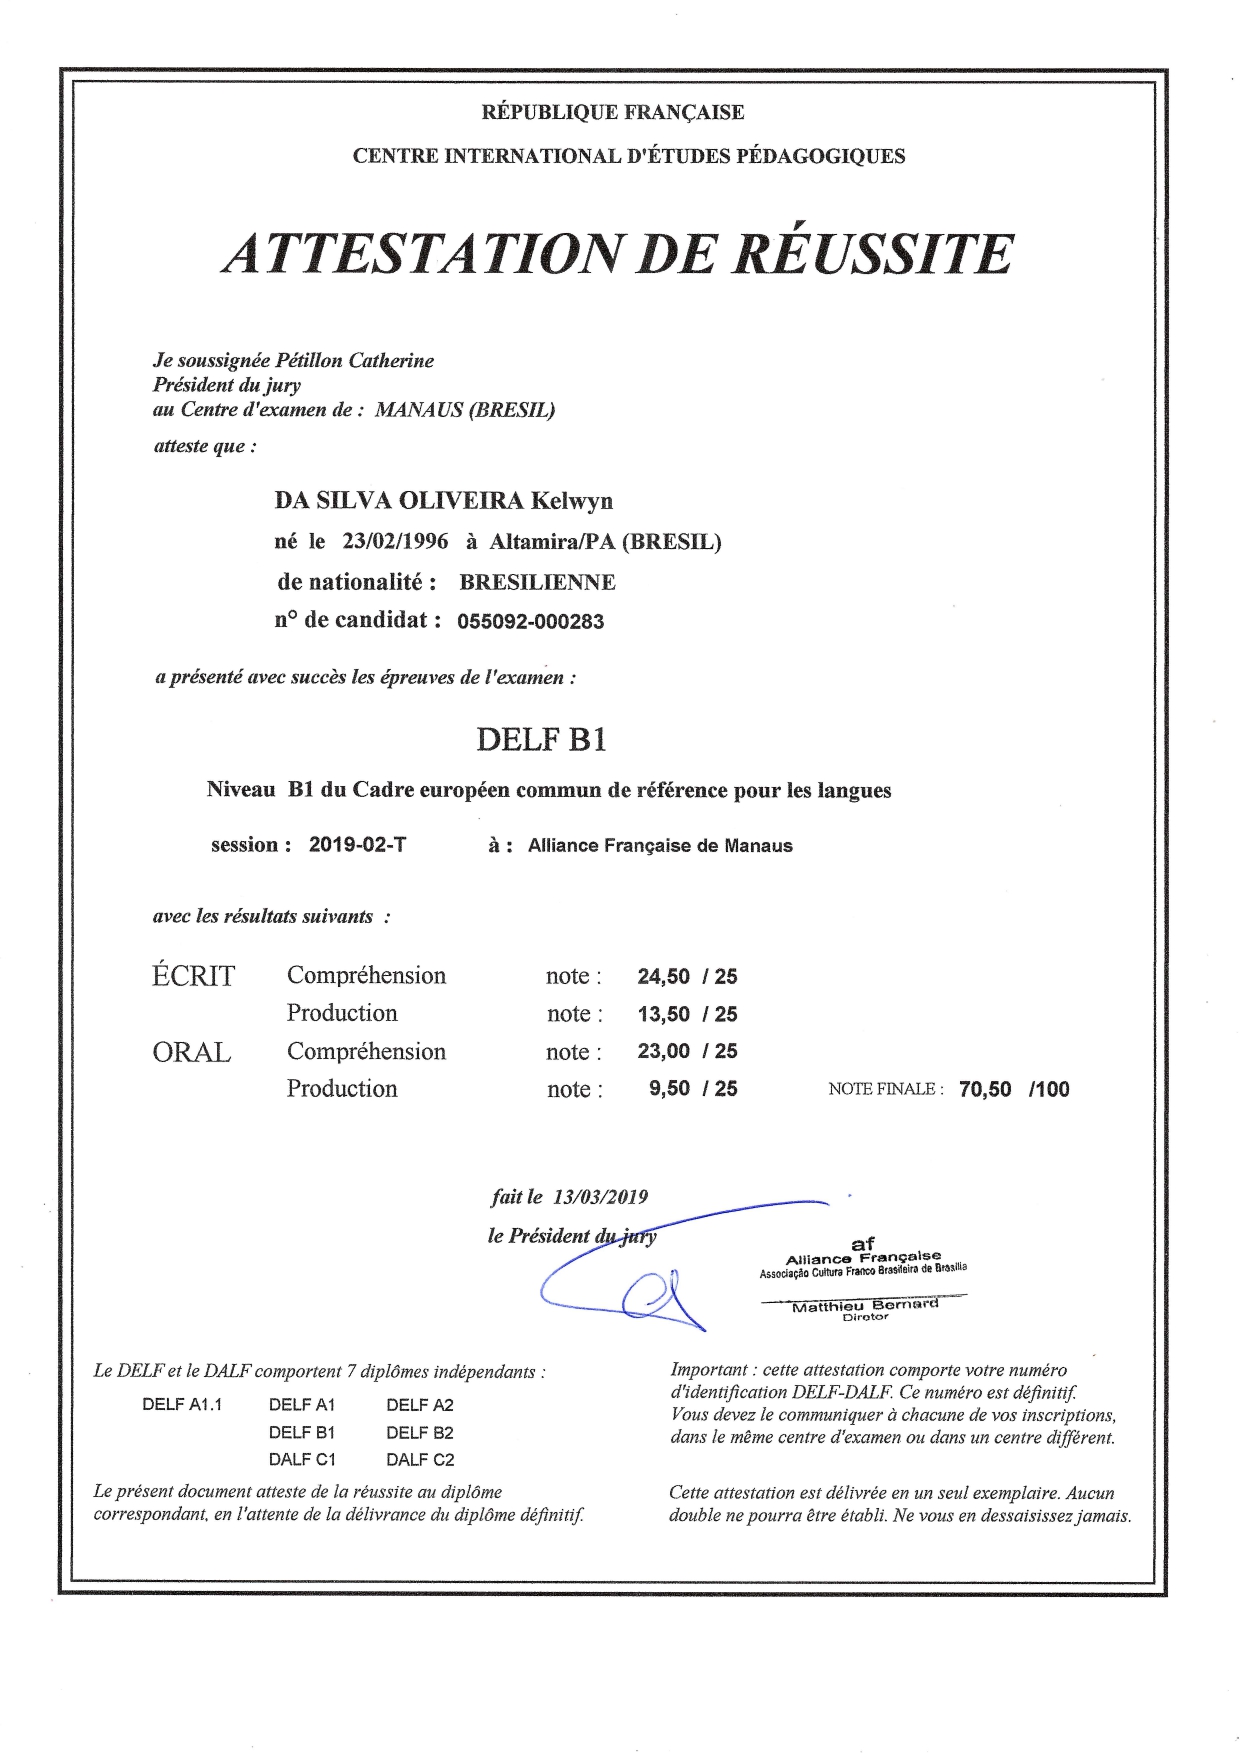 RÉPUBLIQUE FRANÇAISE
CENTRE INTERNATIONAL D'ÉTUDES PÉDAGOGIQUES
ATTESTATION DE RÉUSSITE
Je soussignée Pétillon Catherine
Président du jury
au Centre d'examen de : MANAUS (BRESIL)
atteste que :
DA SILVA OLIVEIRA Kelwyn
né le 23/02/1996 à Altamira/PA (BRESIL)
de nationalité : BRESILIENNE
n° de candidat : 055092-000283
a présenté avec succès les épreuves de l'examen :
DELF B1
Niveau B1 du Cadre européen commun de référence pour les langues
session : 2019-02-T à : Alliance Française de Manaus
avec les résultats suivants :
ÉCRIT Compréhension note : 24,50 / 25
Production note : 13,50 / 25
ORAL Compréhension note : 23,00 / 25
Production note : 9,50 / 25 NOTE FINALE : 70,50 /100
fait le 13/03/2019
le Président du jury
af
Alliance Française
Associação Cultura Franco Brasileira de Brasília
Matthieu Bernard
Diretor
Le DELF et le DALF comportent 7 diplômes indépendants :
DELF A1.1 DELF A1 DELF A2
DELF B1 DELF B2
DALF C1 DALF C2
Le présent document atteste de la réussite au diplôme
correspondant, en l'attente de la délivrance du diplôme définitif.
Important : cette attestation comporte votre numéro
d'identification DELF-DALF. Ce numéro est définitif.
Vous devez le communiquer à chacune de vos inscriptions,
dans le même centre d'examen ou dans un centre différent.
Cette attestation est délivrée en un seul exemplaire. Aucun
double ne pourra être établi. Ne vous en dessaisissez jamais.